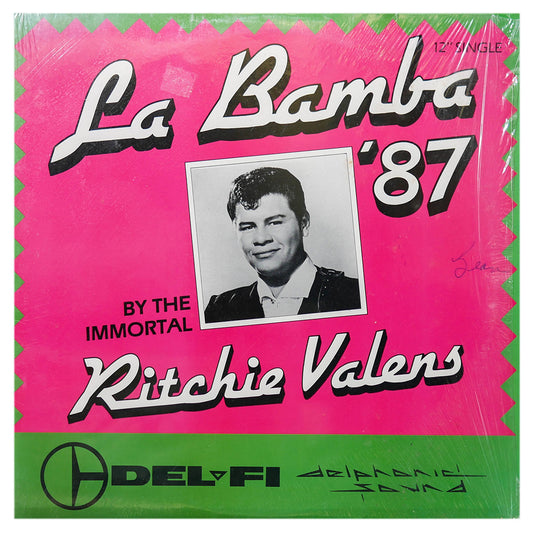 12" SINGLE
La Bamba
'87
BY THE
IMMORTAL
Ritchie Valens
DEL-FI
delphonic
sound